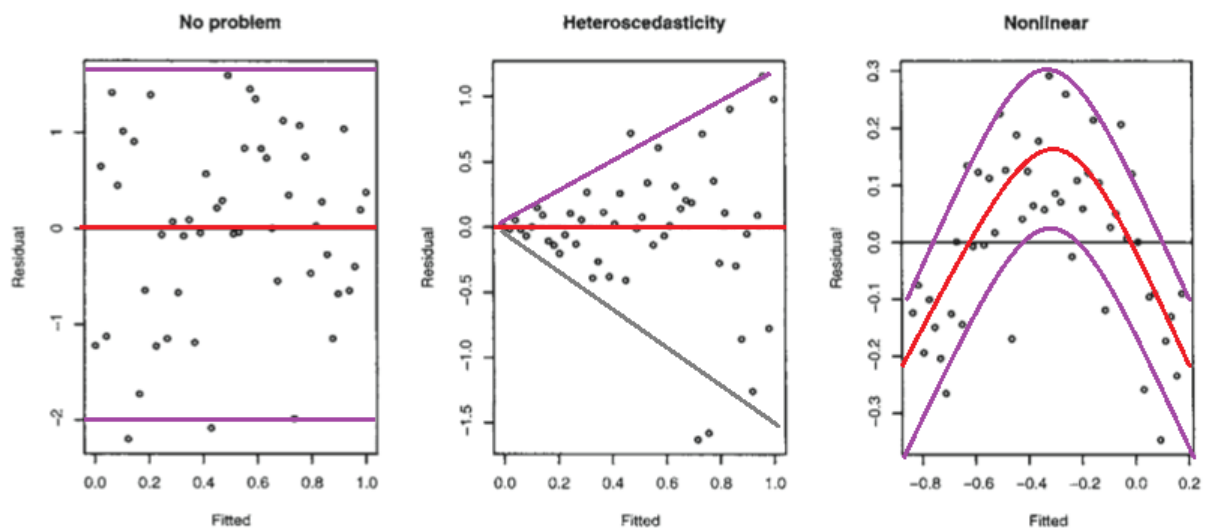 No problem
Heteroscedasticity
Nonlinear
Residual
1
0
−1
−2
0.0 0.2 0.4 0.6 0.8 1.0
Fitted
Residual
1.0
0.5
0.0
−0.5
−1.0
−1.5
0.0 0.2 0.4 0.6 0.8 1.0
Fitted
Residual
0.3
0.2
0.1
0.0
−0.1
−0.2
−0.3
−0.8 −0.6 −0.4 −0.2 0.0 0.2
Fitted